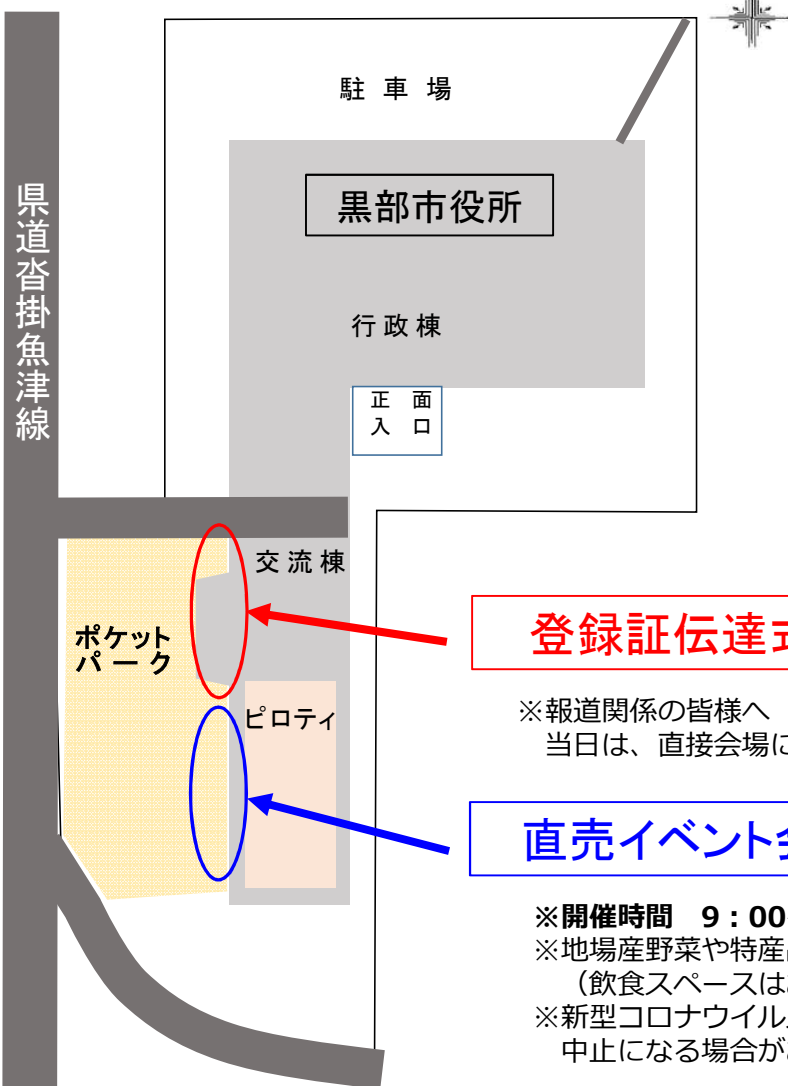 駐 車 場
黒部市役所
県道沓掛魚津線
行政棟
正 面
入 口
交流棟
ポケット
パーク
登録証伝達式
ピロティ
※報道関係の皆様へ
当日は、直接会場に
直売イベント会
※開催時間 9:00
※地場産野菜や特産
(飲食スペースは
※新型コロナウイル
中止になる場合が